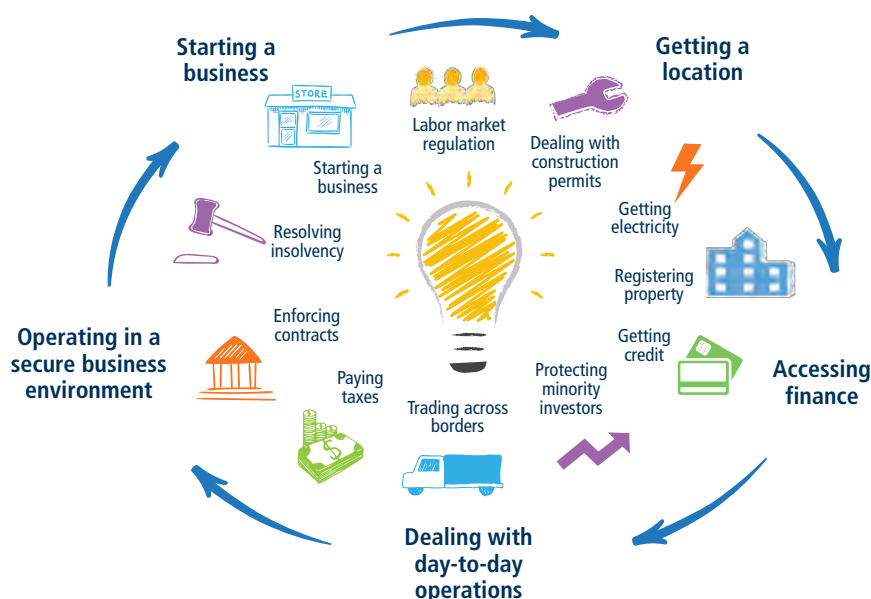 Starting a
business
Getting a
location
STORE
Labor market
regulation
Dealing with
construction
permits
Starting a
business
Getting
electricity
Resolving
insolvency
Registering
property
Enforcing
contracts
Getting
credit
Operating in a
secure business
environment
Accessing
finance
Paying
taxes
Protecting
minority
investors
Trading across
borders
$
Dealing with
day-to-day
operations